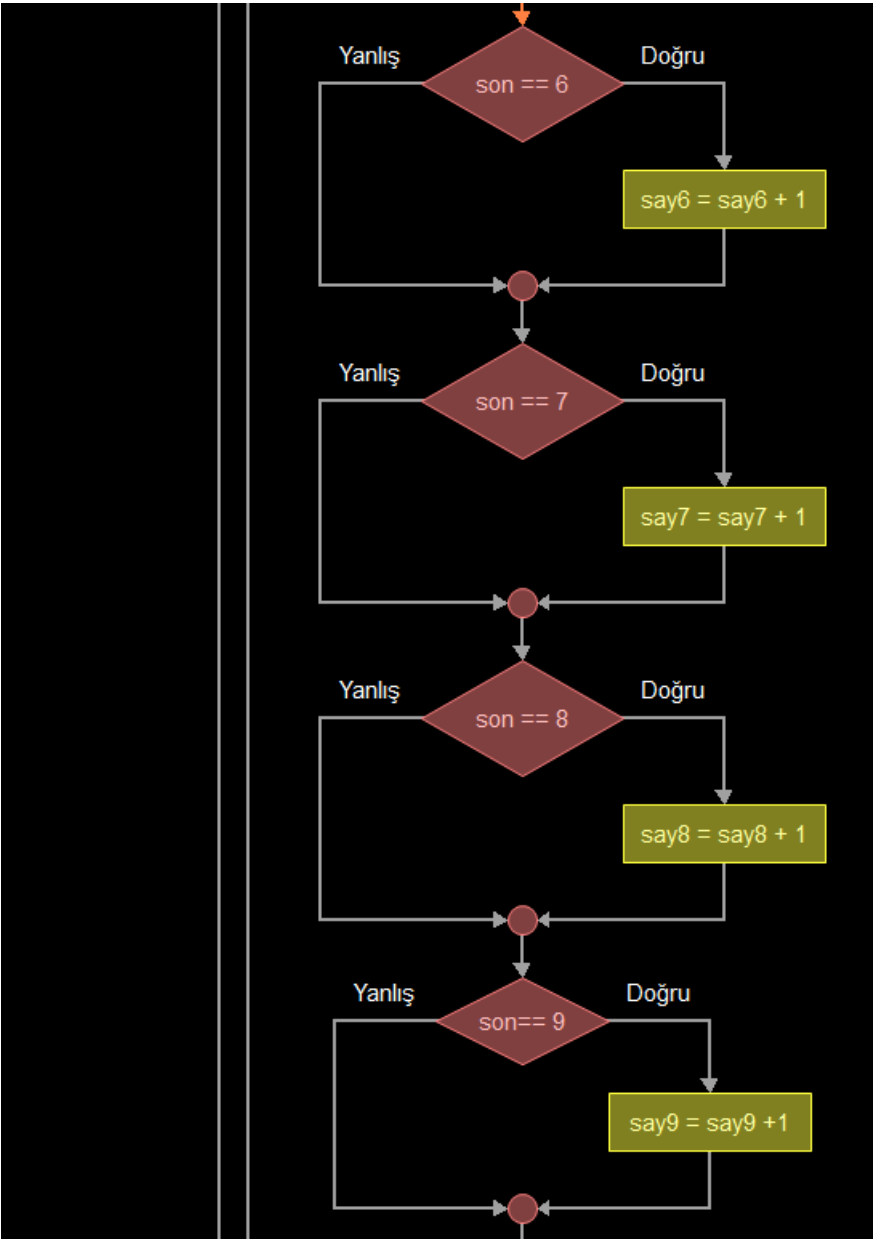 Yanlış
Doğru
son == 6
say6 = say6 + 1
Yanlış
Doğru
son == 7
say7 = say7 + 1
Yanlış
Doğru
son == 8
say8 = say8 + 1
Yanlış
Doğru
son== 9
say9 = say9 +1